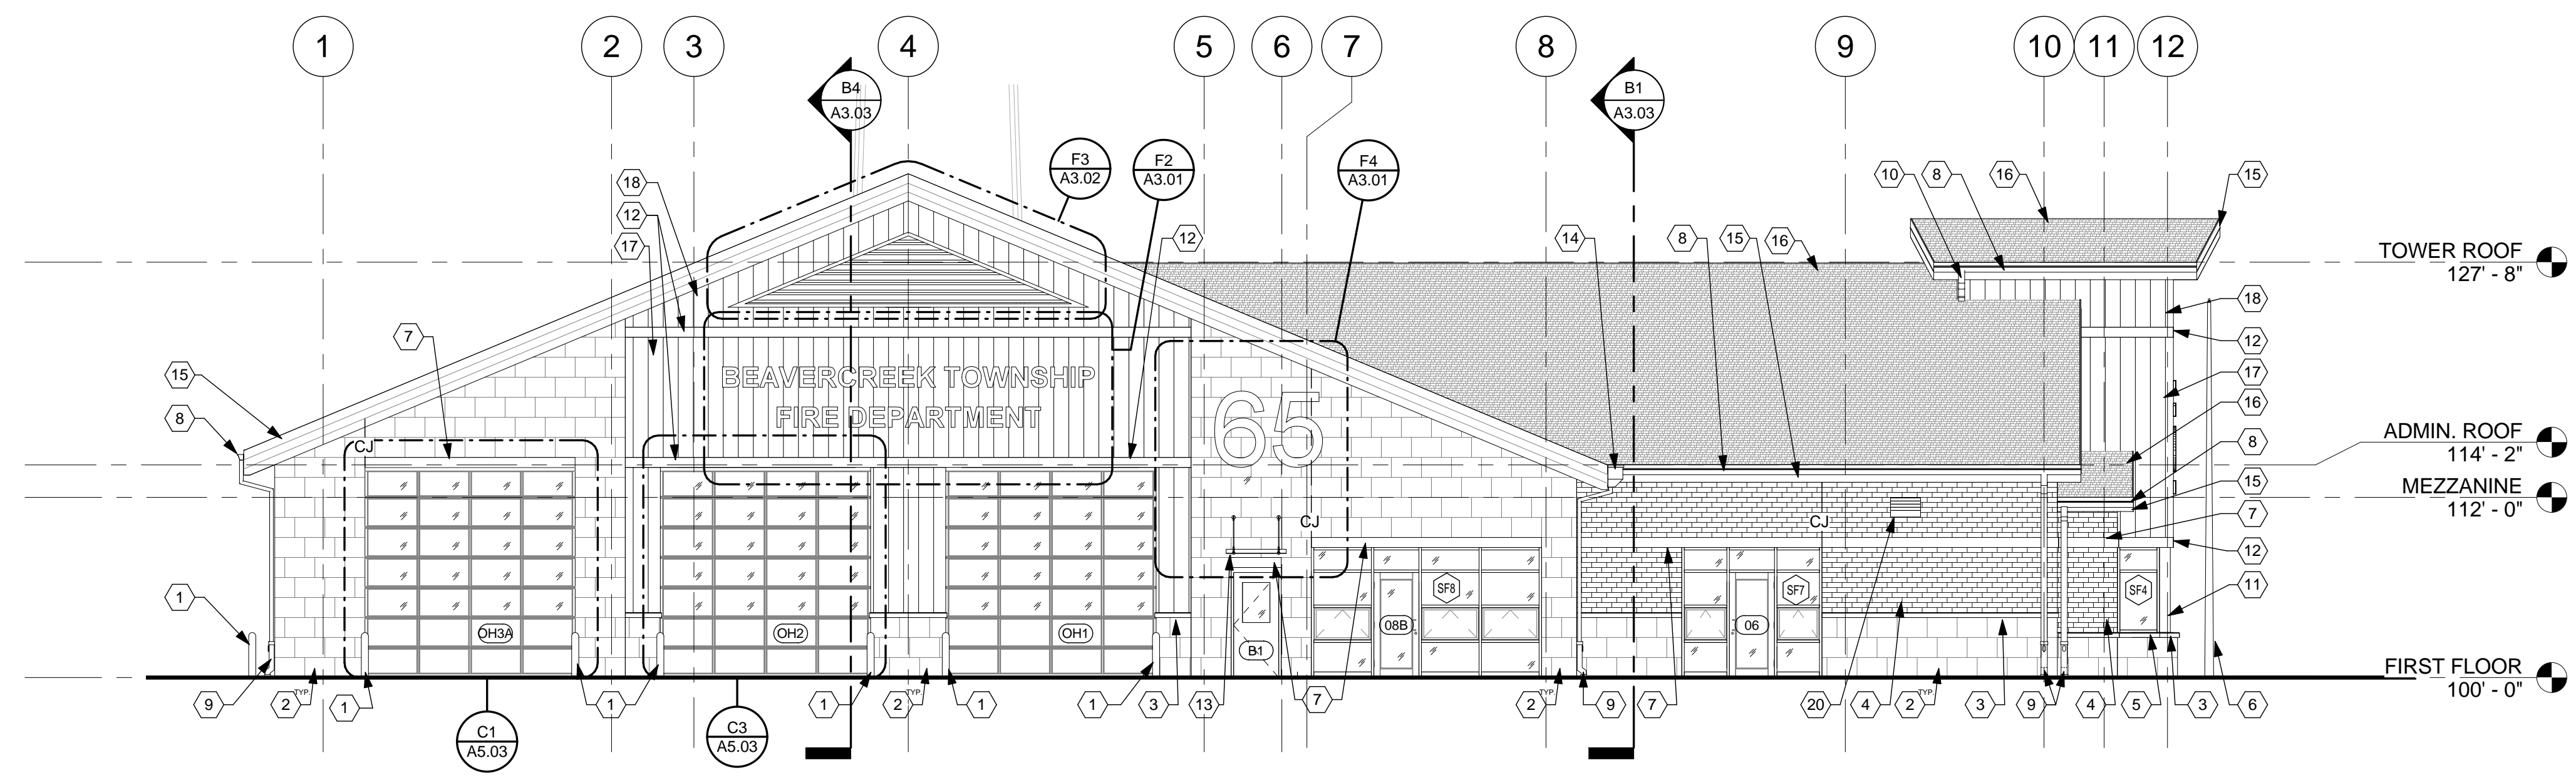 1 2 3 4 5 6 7 8 9 10 11 12
B4
A3.03
B1
A3.03
F3
A3.02
F2
A3.01
F4
A3.01
10 8 16 15
18
12
17
12
14 8 15 16
TOWER ROOF
127' - 8"
18
12
17
16
7
15
8
BEAVERCREEK TOWNSHIP
FIRE DEPARTMENT
65
CJ
ADMIN. ROOF
114' - 2"
8
15
MEZZANINE
112' - 0"
7
12
11
CJ
CJ
1
OH3A
OH2
OH1
B1
08B
SF8
06
SF7
SF4
FIRST FLOOR
100' - 0"
9 2 TYP. 1 1 1 2 TYP. 1 1 3 13 7 2 TYP. 9 7 20 4 2 TYP. 3 9 4 5 3 6
C1
A5.03
C3
A5.03